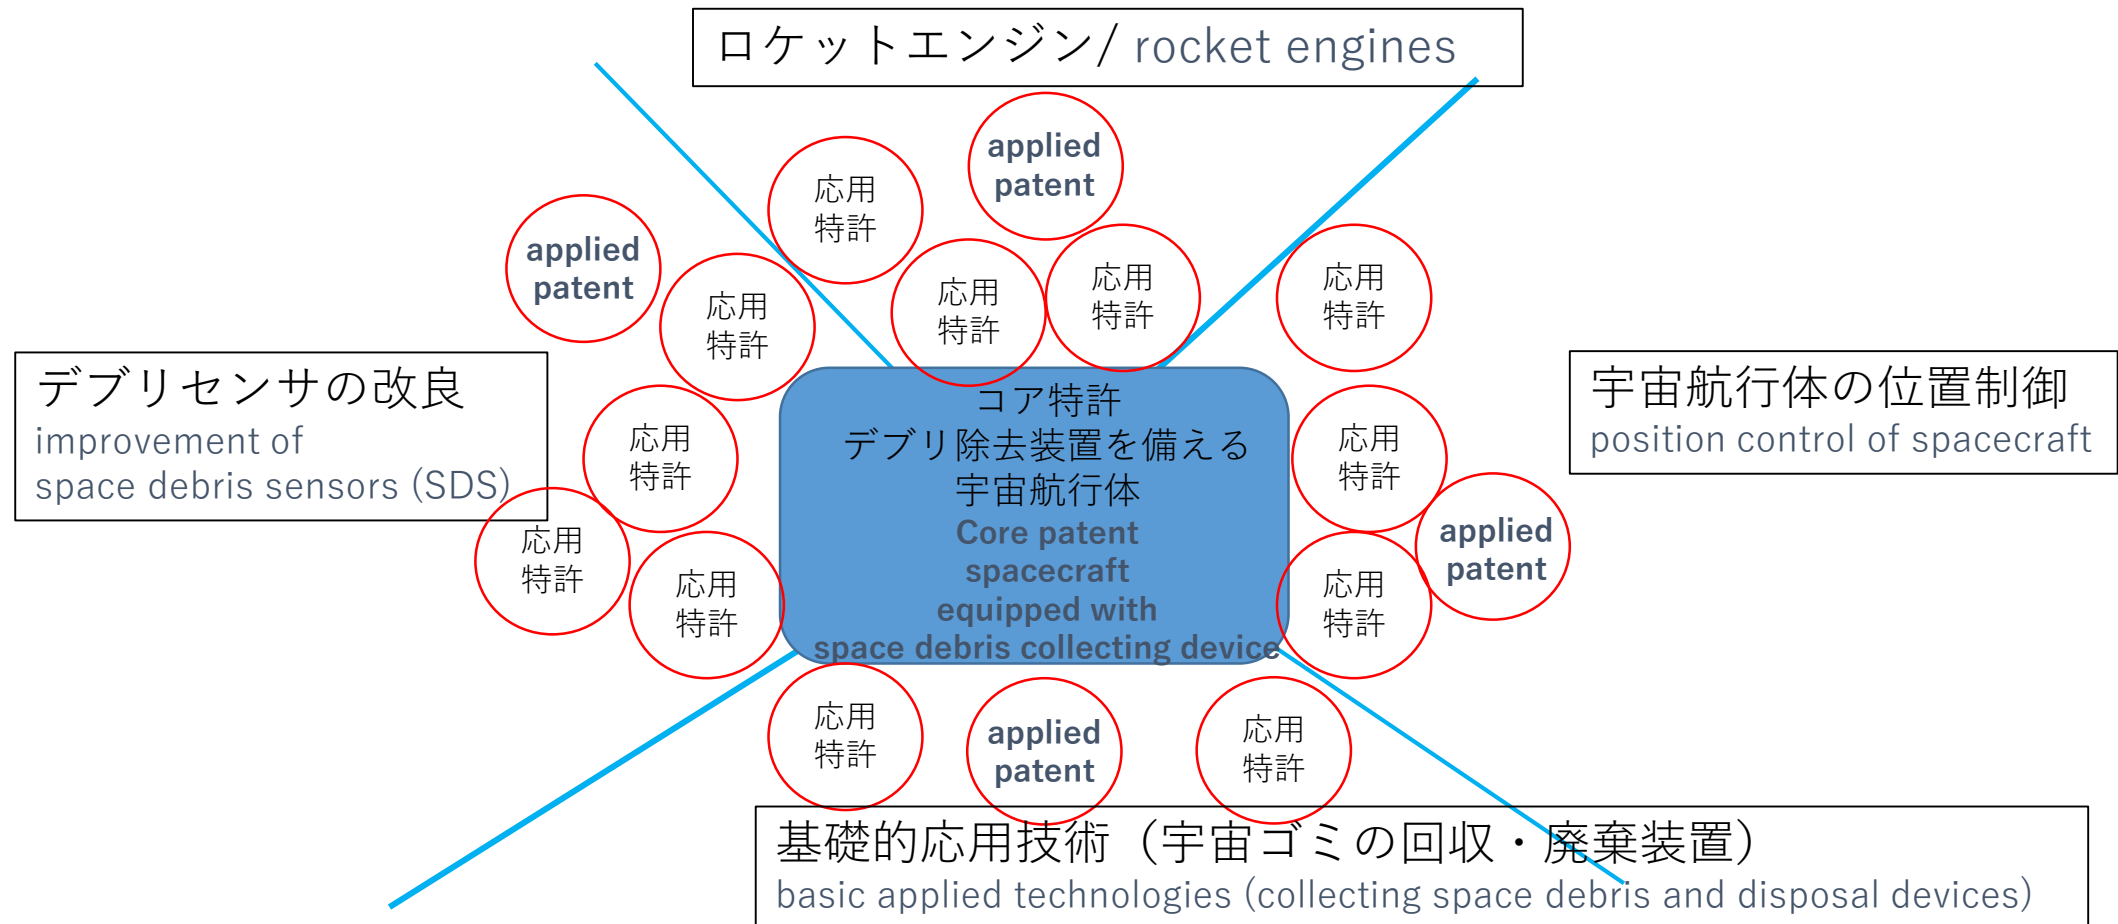 ロケットエンジン/ rocket engines
applied
patent
応用
特許
applied
patent
応用
特許
応用
特許
応用
特許
応用
特許
デブリセンサの改良
improvement of
space debris sensors (SDS)
宇宙航行体の位置制御
position control of spacecraft
コア特許
デブリ除去装置を備える
宇宙航行体
Core patent
spacecraft
equipped with
space debris collecting device
応用
特許
応用
特許
応用
特許
応用
特許
applied
patent
応用
特許
応用
特許
applied
patent
応用
特許
基礎的応用技術（宇宙ゴミの回収・廃棄装置）
basic applied technologies (collecting space debris and disposal devices)